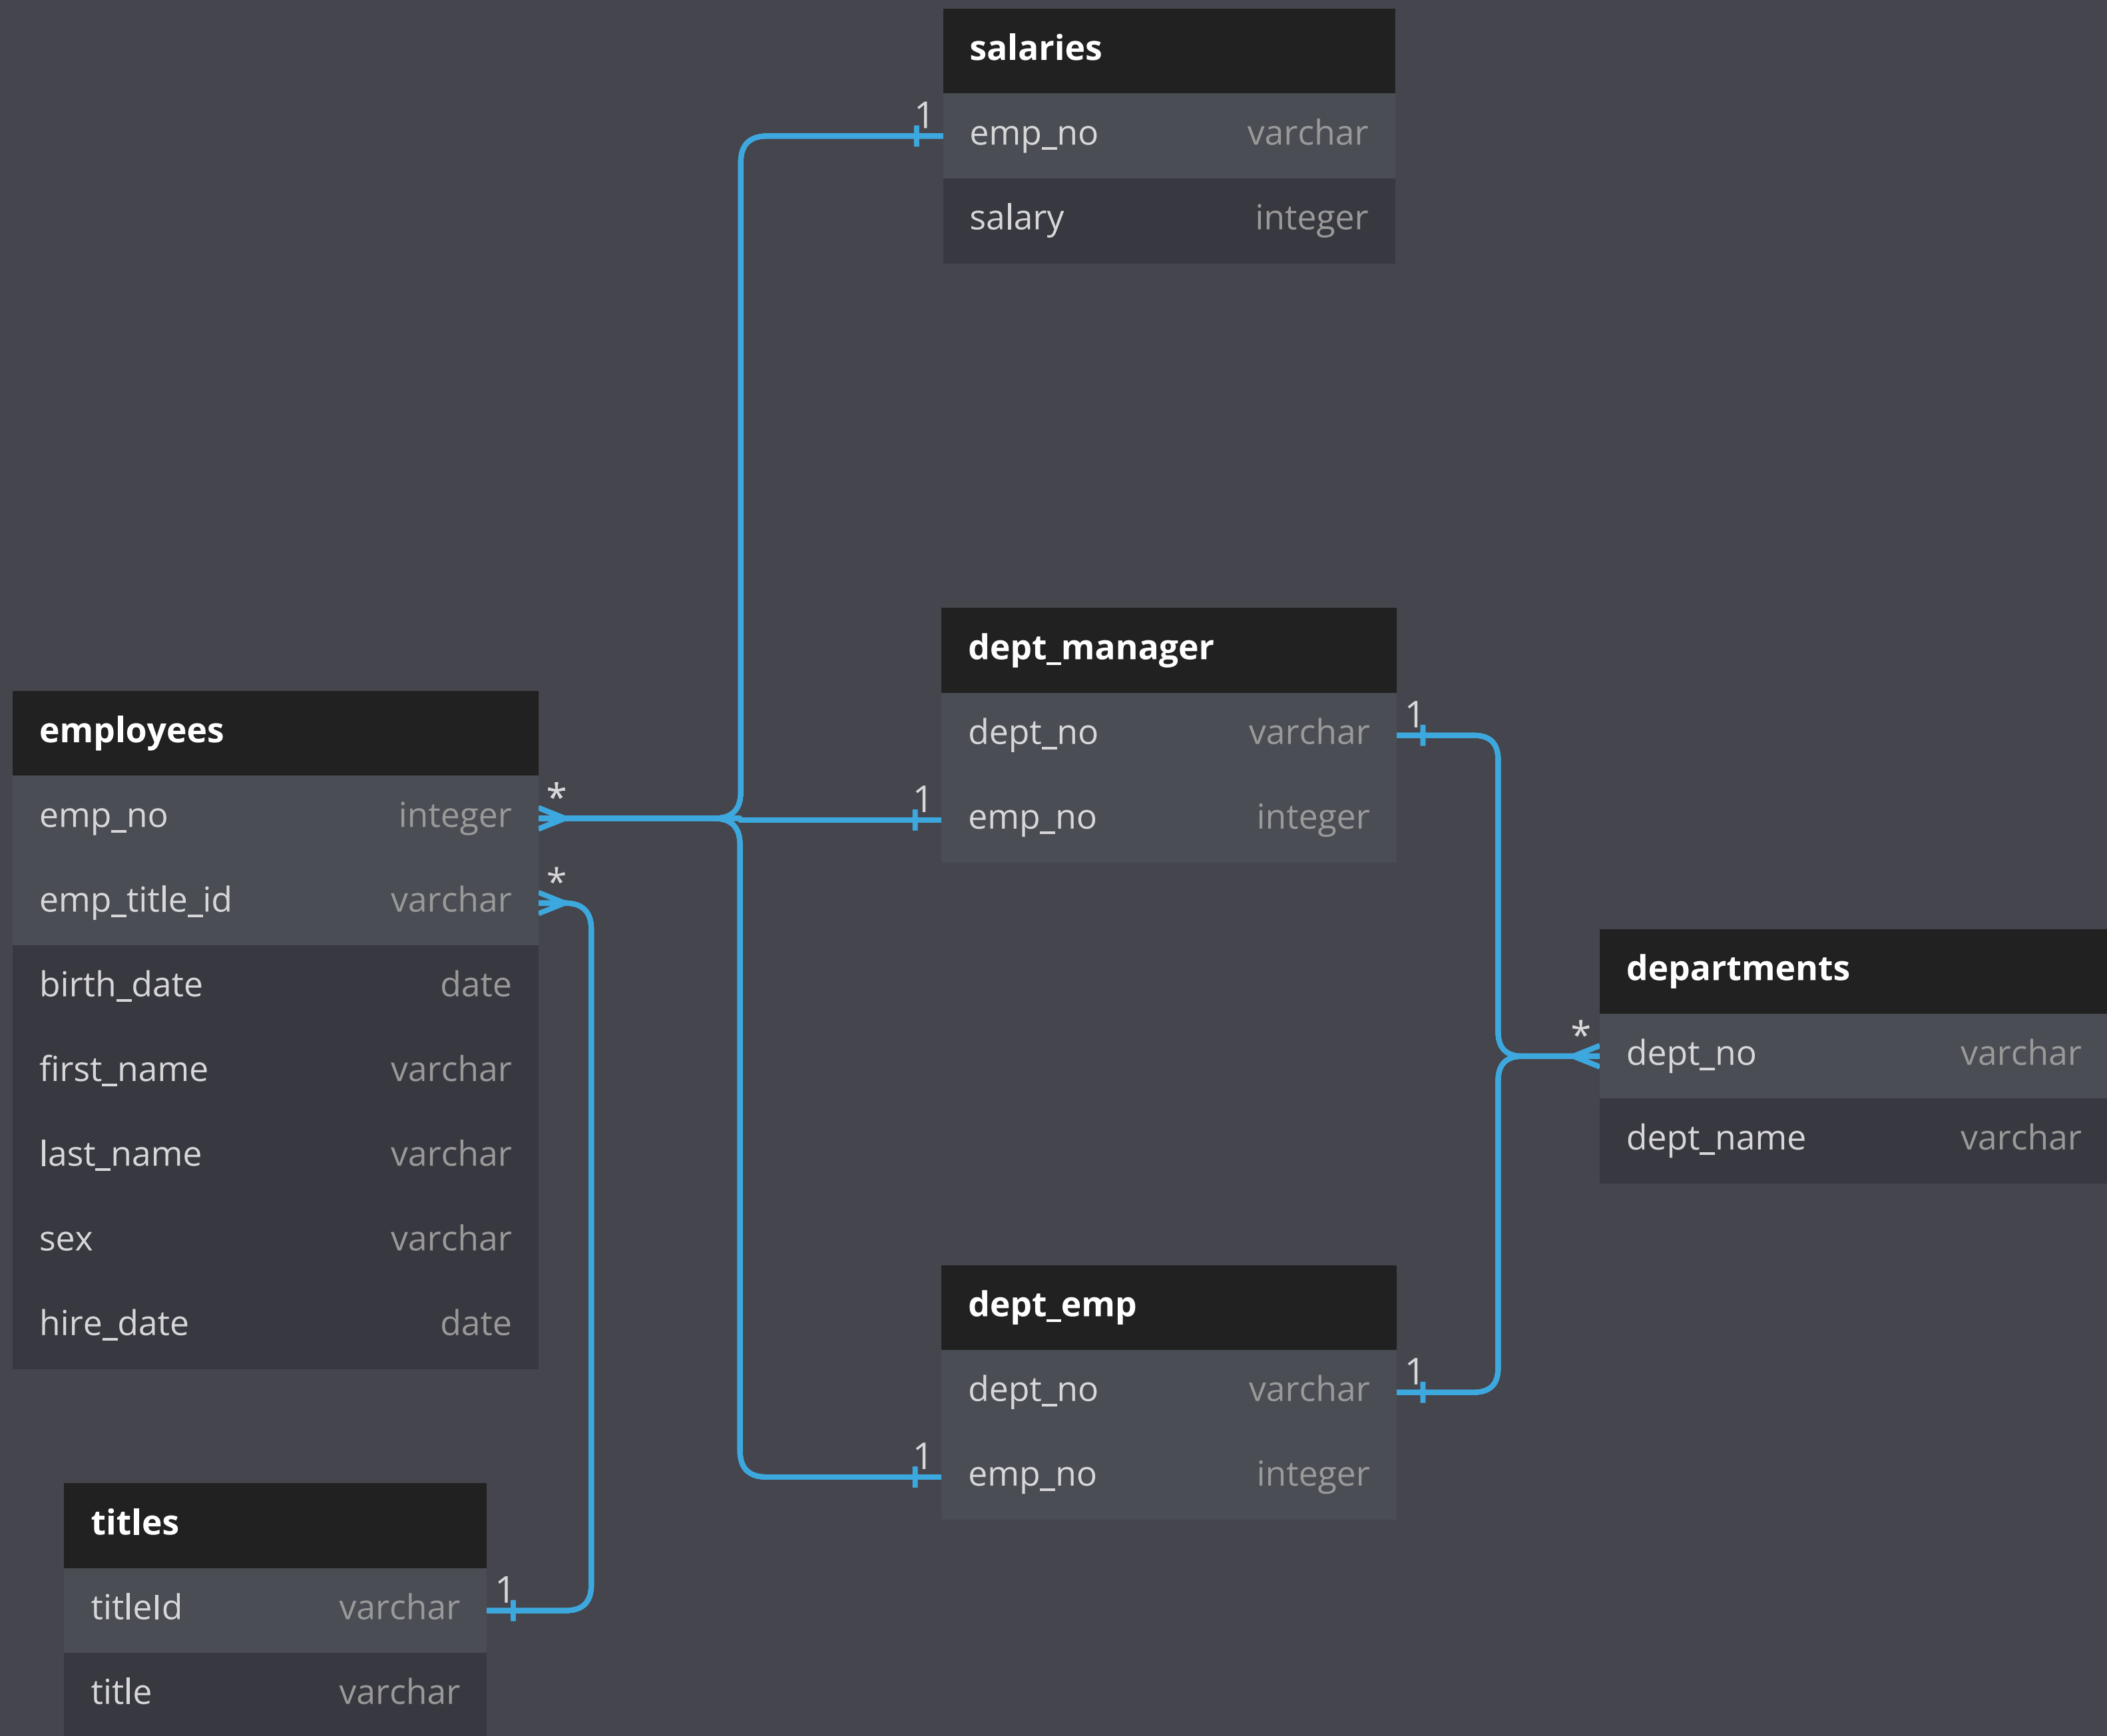 salaries
emp_no varchar
salary integer
1
dept_manager
dept_no varchar
emp_no integer
1
1
employees
emp_no integer
emp_title_id varchar
birth_date date
first_name varchar
last_name varchar
sex varchar
hire_date date
*
*
departments
dept_no varchar
dept_name varchar
*
dept_emp
dept_no varchar
emp_no integer
1
1
titles
titleId varchar
title varchar
1